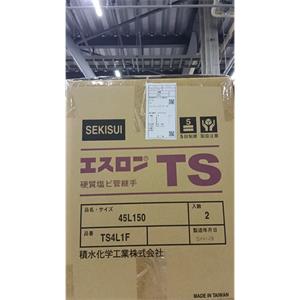 SEKISUI
5
エスロン® TS
硬質塩ビ管継手
品名・サイズ
45L150
入数
2
品番
TS4L1F
製造年月日
積水化学工業株式会社
MADE IN TAIWAN